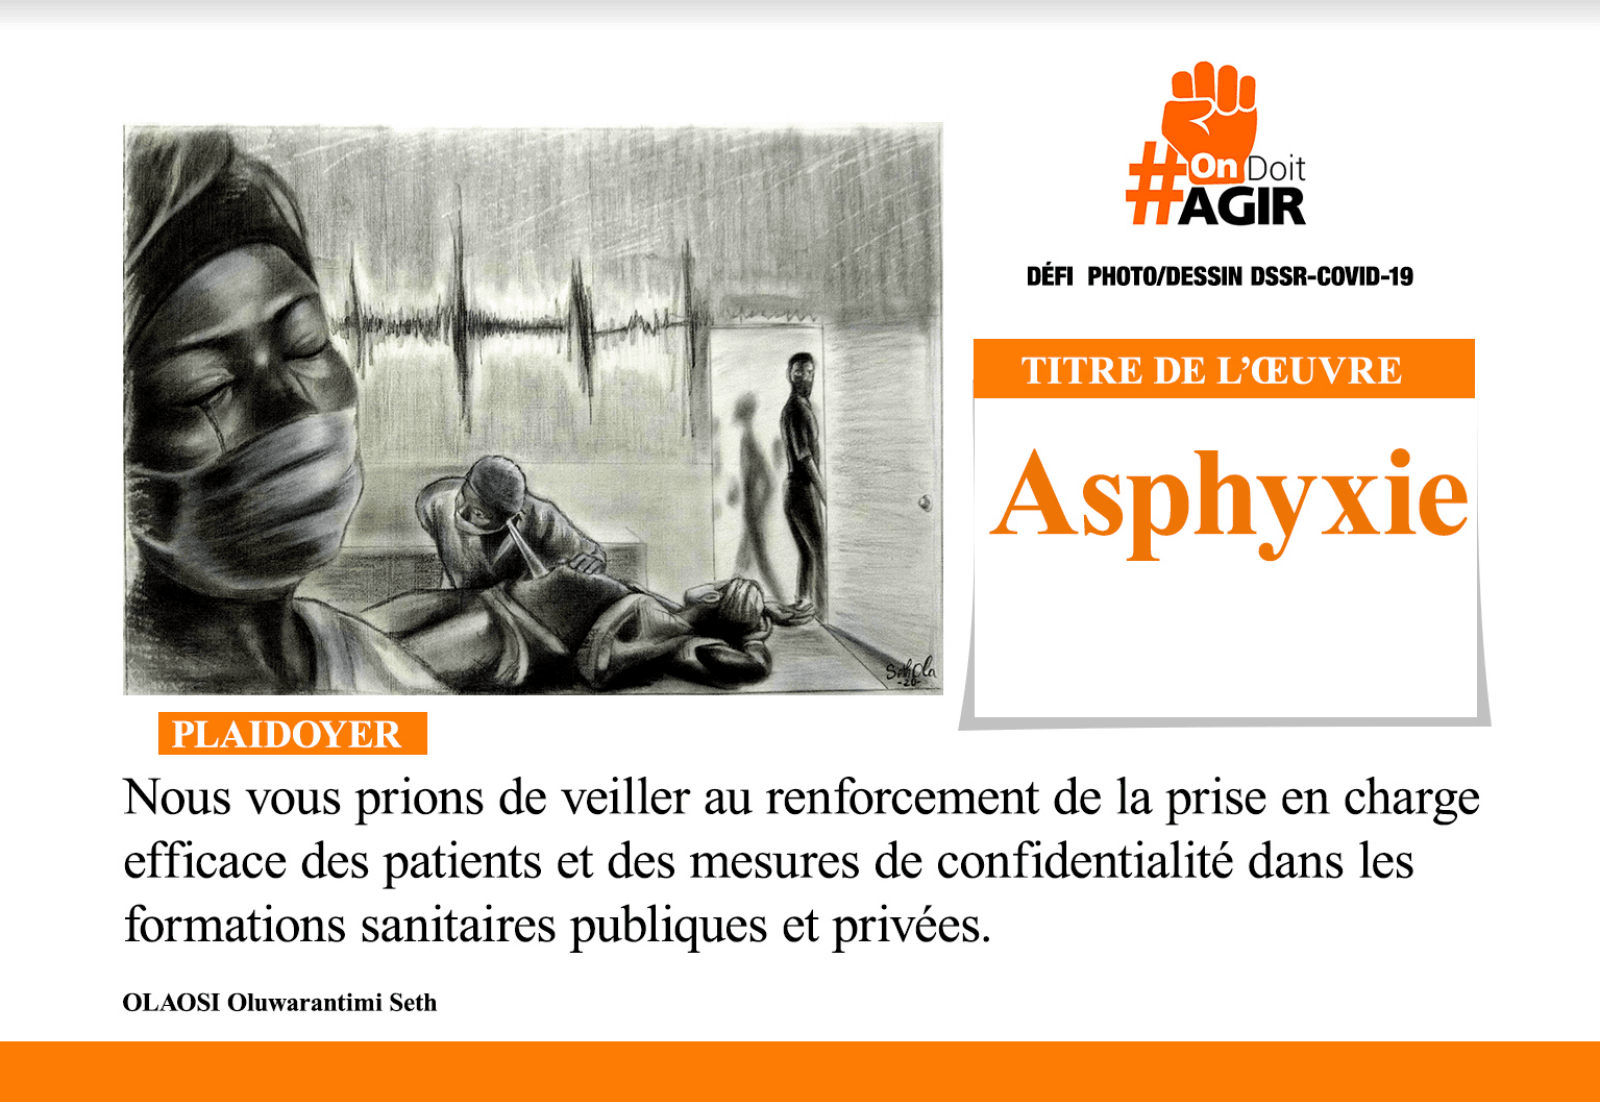 #On Doit
AGIR
DÉFI PHOTO/DESSIN DSSR-COVID-19
TITRE DE L'ŒUVRE
Asphyxie
SethOla
-20-
PLAIDOYER
Nous vous prions de veiller au renforcement de la prise en charge
efficace des patients et des mesures de confidentialité dans les
formations sanitaires publiques et privées.
OLAOSI Oluwarantimi Seth